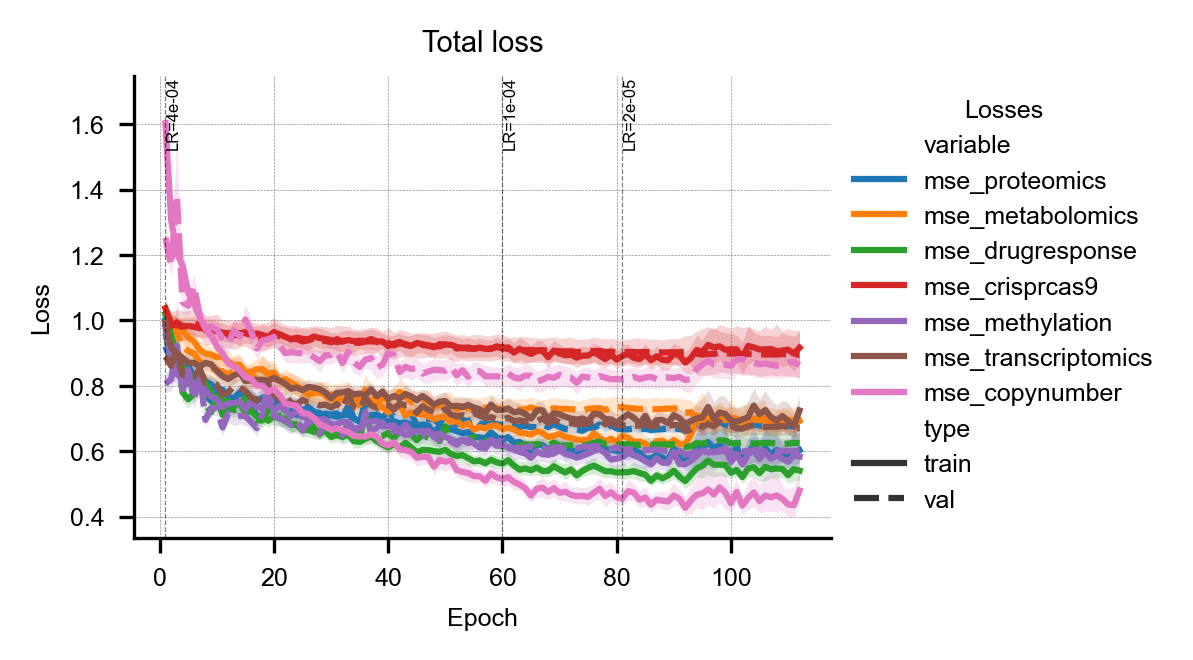 Total loss
LR=4e-04
LR=1e-04
LR=2e-05
1.6
1.4
1.2
1.0
0.8
0.6
0.4
Loss
0
20
40
60
80
100
Epoch
Losses
variable
mse_proteomics
mse_metabolomics
mse_drugresponse
mse_crisprcas9
mse_methylation
mse_transcriptomics
mse_copynumber
type
train
val